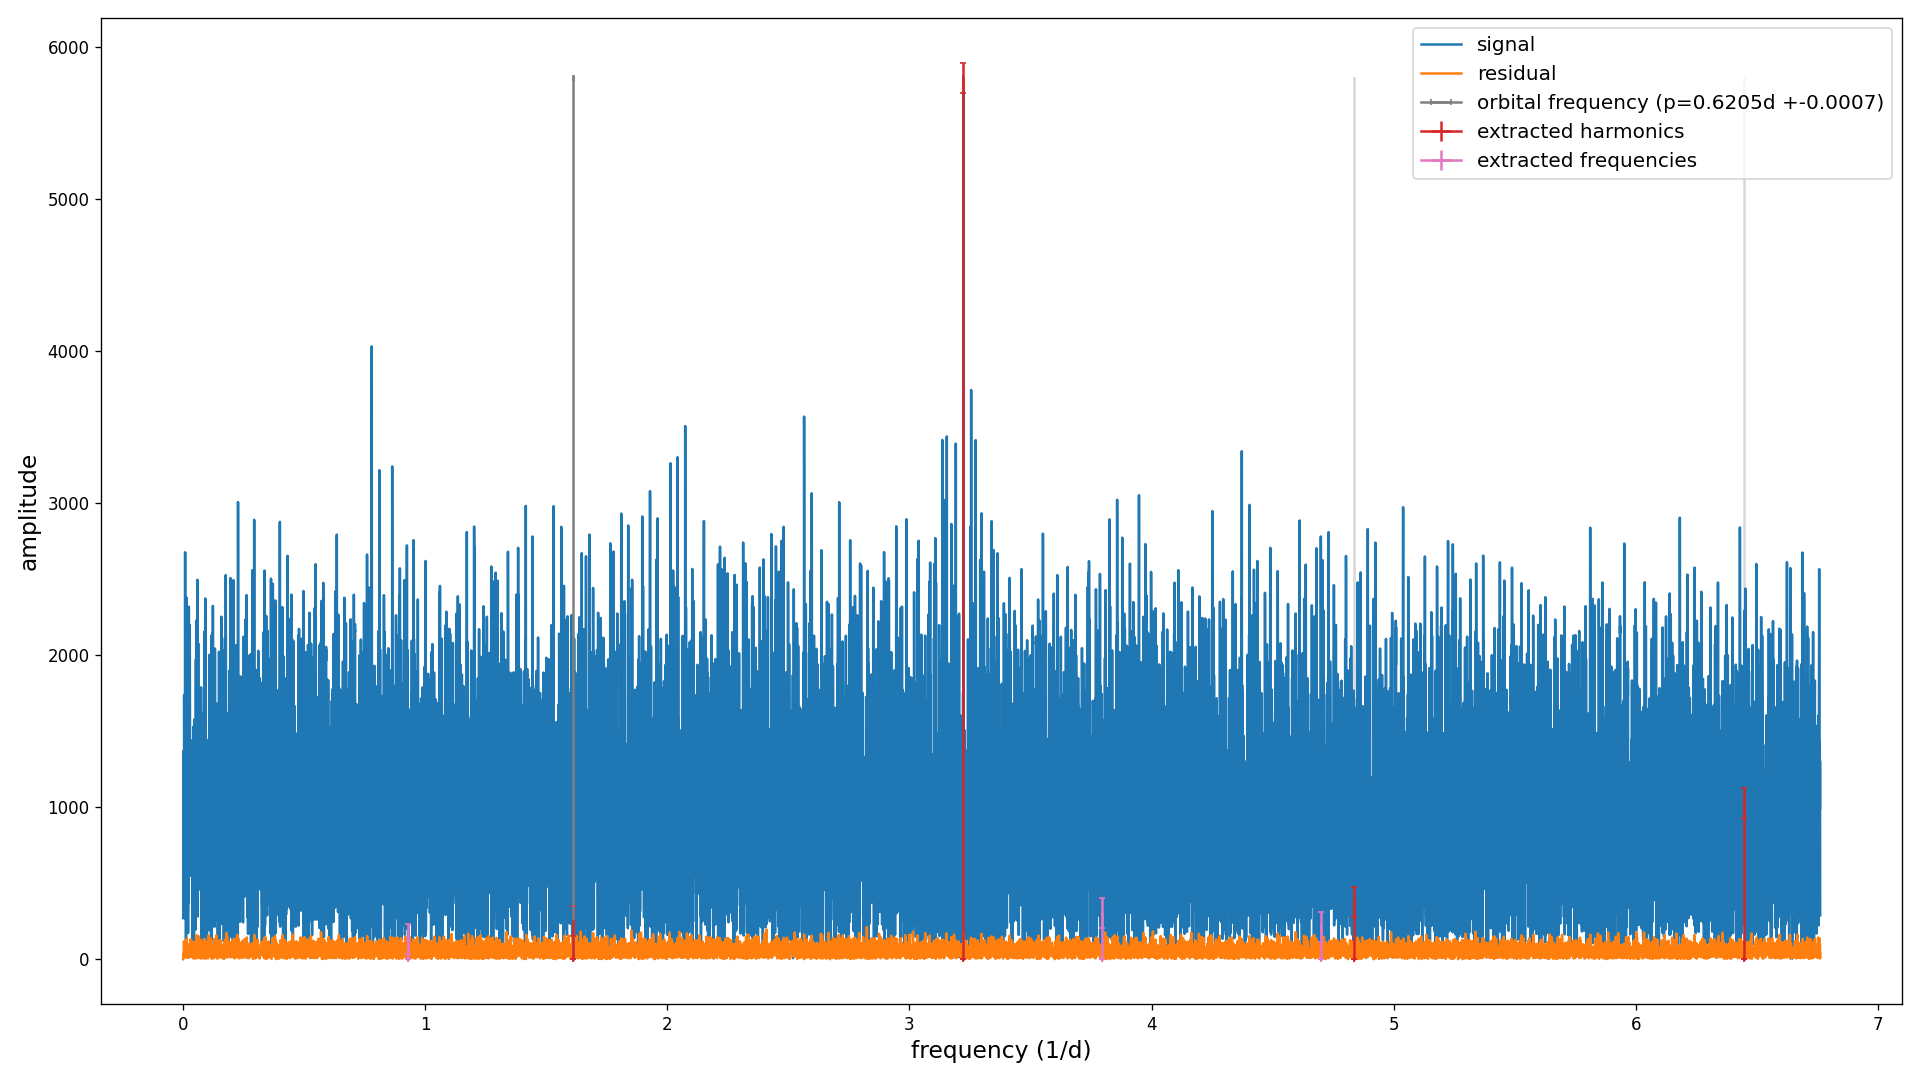 signal
residual
orbital frequency (p=0.6205d +-0.0007)
extracted harmonics
extracted frequencies
6000
5000
4000
3000
2000
1000
0
amplitude
0 1 2 3 4 5 6 7
frequency (1/d)